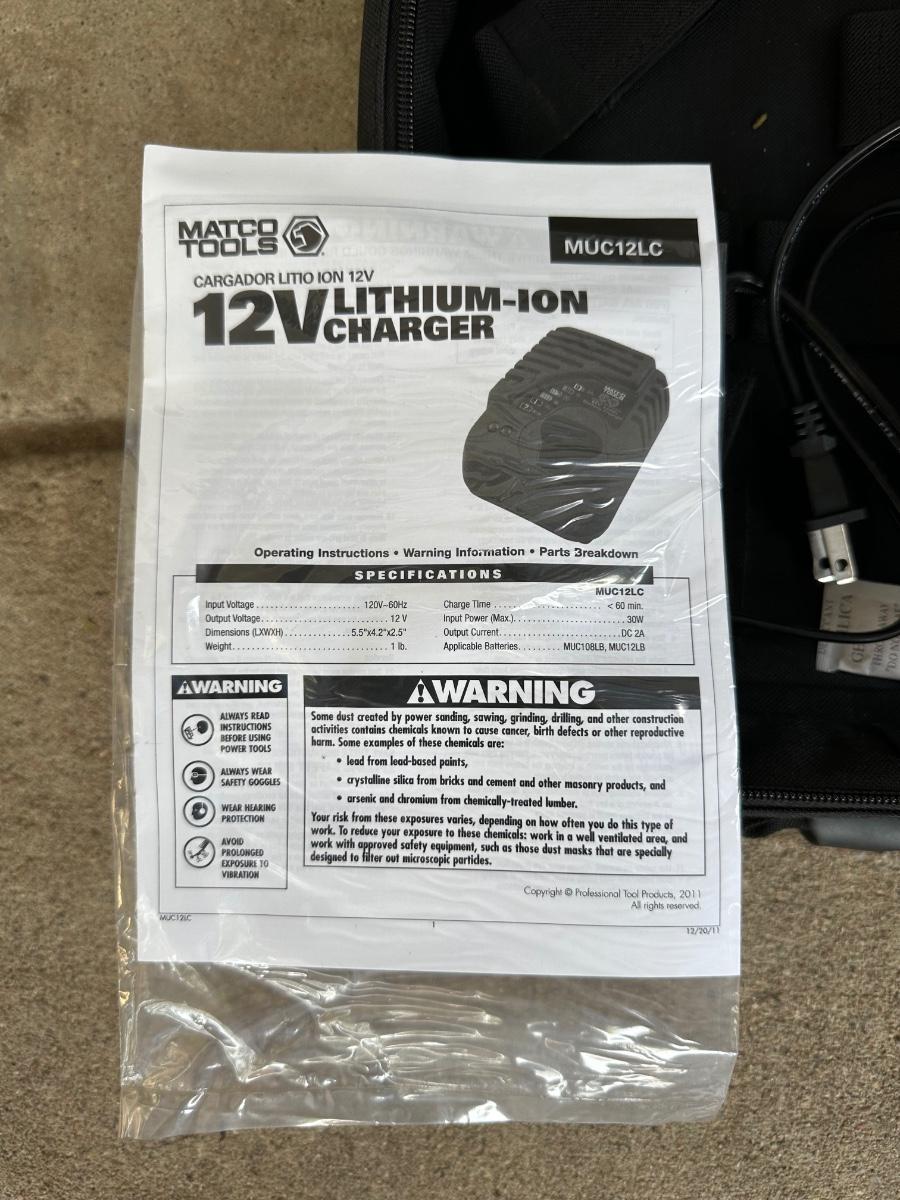 MATCO
TOOLS
MUC12LC
CARGADOR LITIO ION 12V
12V LITHIUM-ION
CHARGER
Operating Instructions • Warning Information • Parts Breakdown
SPECIFICATIONS
MUC12LC
Input Voltage........................ 120V~60Hz
Output Voltage............................ 12 V
Dimensions (LXWXH)............... 5.5"x4.2"x2.5"
Weight..................................... 1 lb.
Charge Time ........................ < 60 min.
Input Power (Max.)......................... 30W
Output Current......................... DC 2A
Applicable Batteries......... MUC108LB, MUC12LB
WARNING
ALWAYS READ
INSTRUCTIONS
BEFORE USING
POWER TOOLS
ALWAYS WEAR
SAFETY GOGGLES
WEAR HEARING
PROTECTION
AVOID
PROLONGED
EXPOSURE TO
VIBRATION
WARNING
Some dust created by power sanding, sawing, grinding, drilling, and other construction
activities contains chemicals known to cause cancer, birth defects or other reproductive
harm. Some examples of these chemicals are:
• lead from lead-based paints,
• crystalline silica from bricks and cement and other masonry products, and
• arsenic and chromium from chemically-treated lumber.
Your risk from these exposures varies, depending on how often you do this type of
work. To reduce your exposure to these chemicals: work in a well ventilated area, and
work with approved safety equipment, such as those dust masks that are specially
designed to filter out microscopic particles.
Copyright © Professional Tool Products, 2011
All rights reserved.
MUC12LC
1
12/20/11